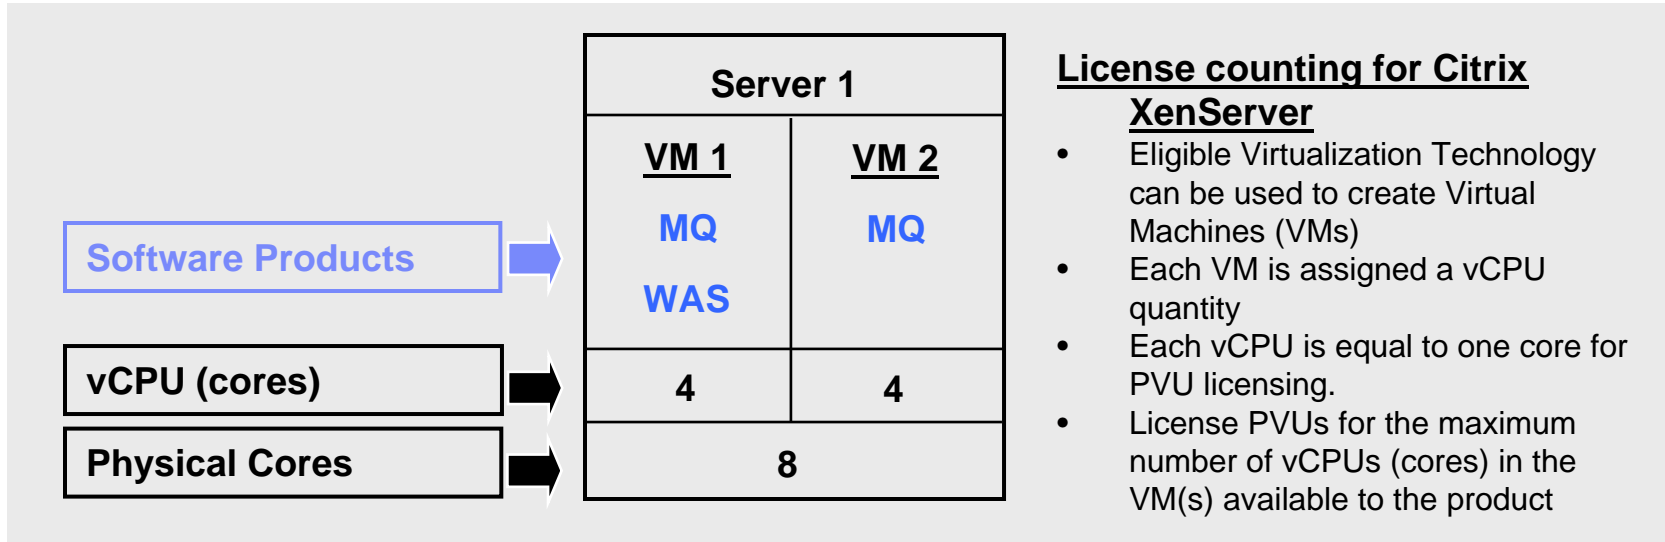 Server 1
VM 1
VM 2
MQ
MQ
WAS
Software Products
vCPU (cores)
4
4
Physical Cores
8
License counting for Citrix
XenServer
• Eligible Virtualization Technology
can be used to create Virtual
Machines (VMs)
• Each VM is assigned a vCPU
quantity
• Each vCPU is equal to one core for
PVU licensing.
• License PVUs for the maximum
number of vCPUs (cores) in the
VM(s) available to the product